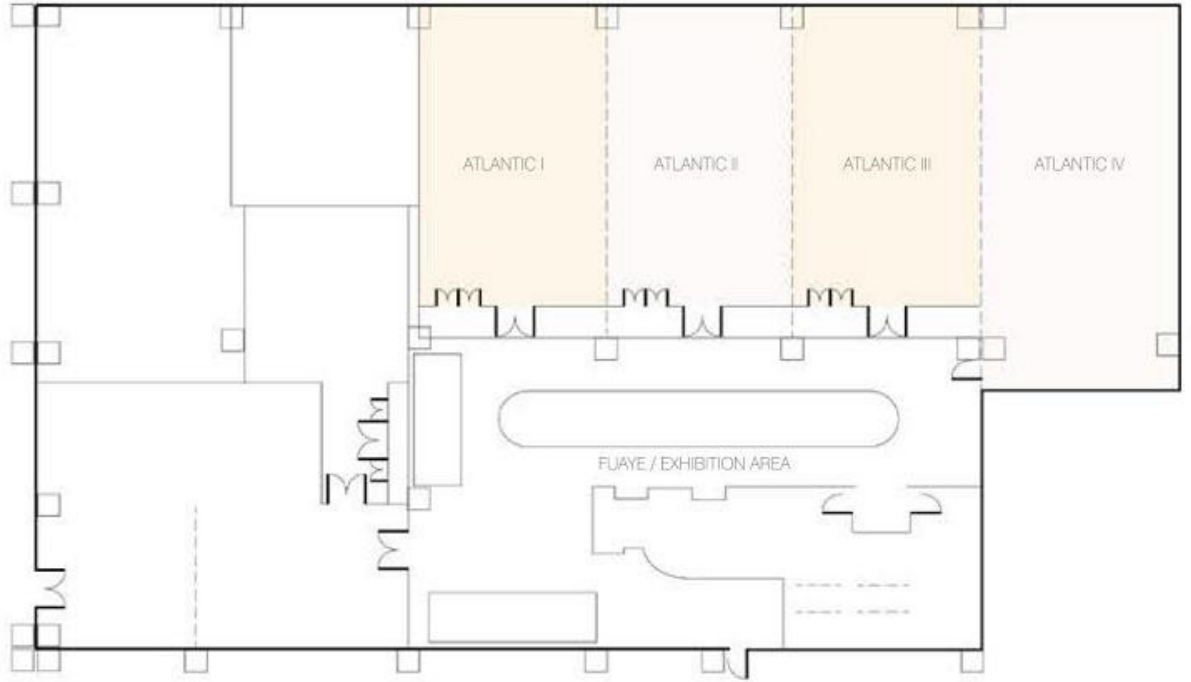 ATLANTIC I
ATLANTIC II
ATLANTIC III
ATLANTIC IV
FUAYE / EXHIBITION AREA